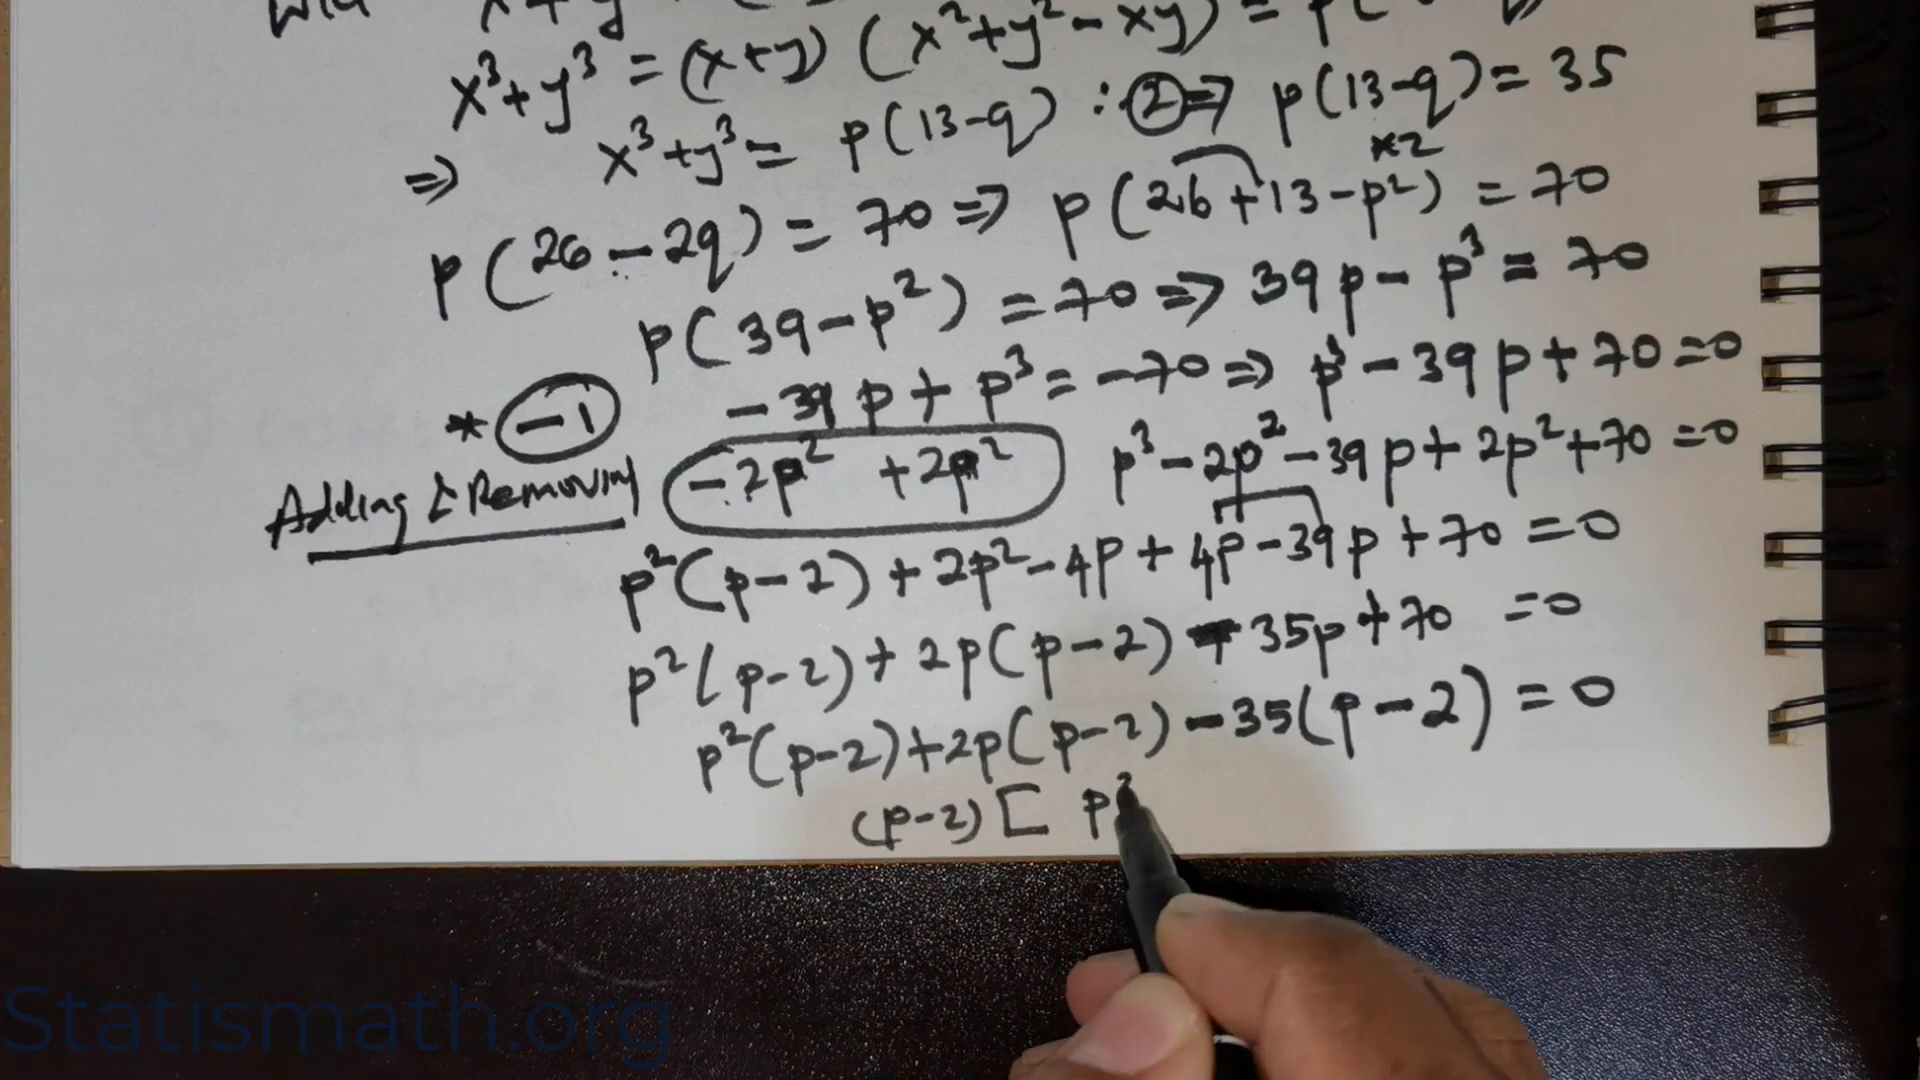 x³+y³ = (x+y) (x²+y²-xy) = p(
⇒ x³+y³ = p(13-q) : ② ⇒ p(13-q) = 35
×2
p(26-2q) = 70 ⇒ p(26+13-p²) = 70
p(39-p²) = 70 ⇒ 39p - p³ = 70
* -1 -39p + p³ = -70 ⇒ p³ - 39p + 70 = 0
Adding & Removing -2p² +2p² p³-2p²-39p+2p²+70=0
p²(p-2) + 2p²-4p + 4p-39p+70 = 0
p²(p-2) + 2p(p-2) - 35p+70 = 0
p²(p-2)+2p(p-2) - 35(p-2) = 0
(p-2) [ p²
Statismath.org